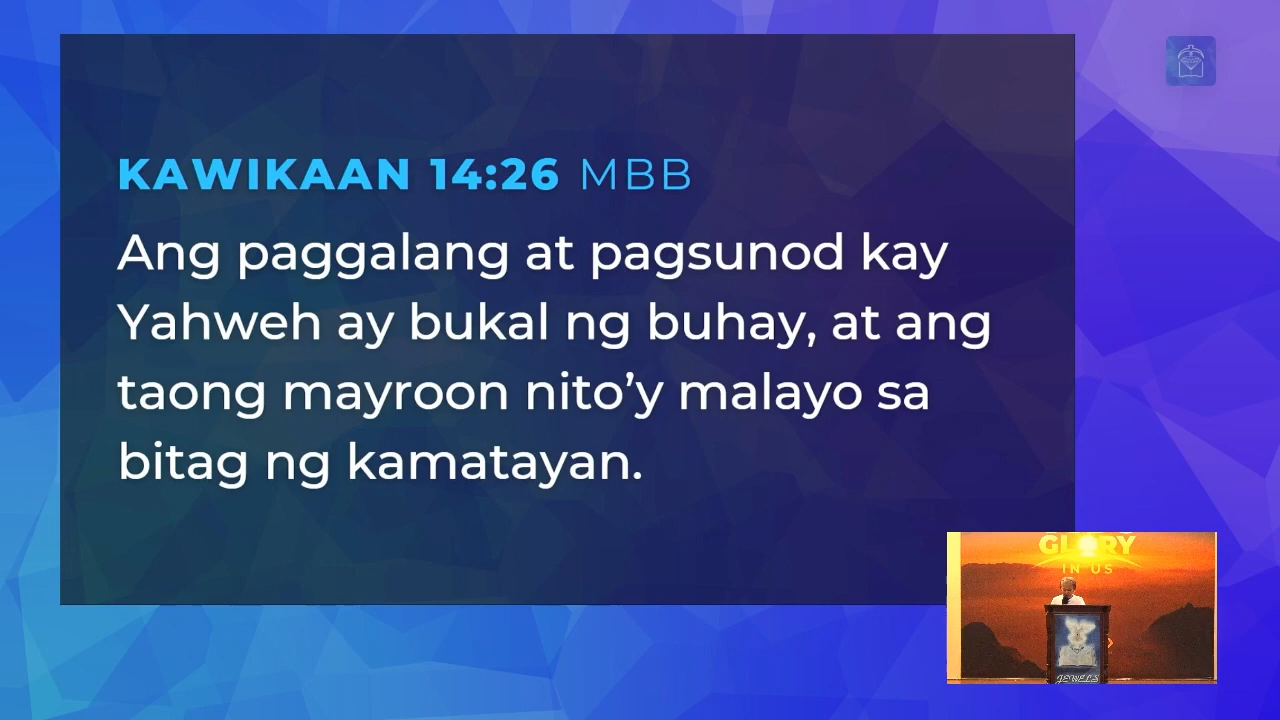 KAWIKAAN 14:26 MBB
Ang paggalang at pagsunod kay
Yahweh ay bukal ng buhay, at ang
taong mayroon nito’y malayo sa
bitag ng kamatayan.
GLORY
IN US
JEWELS